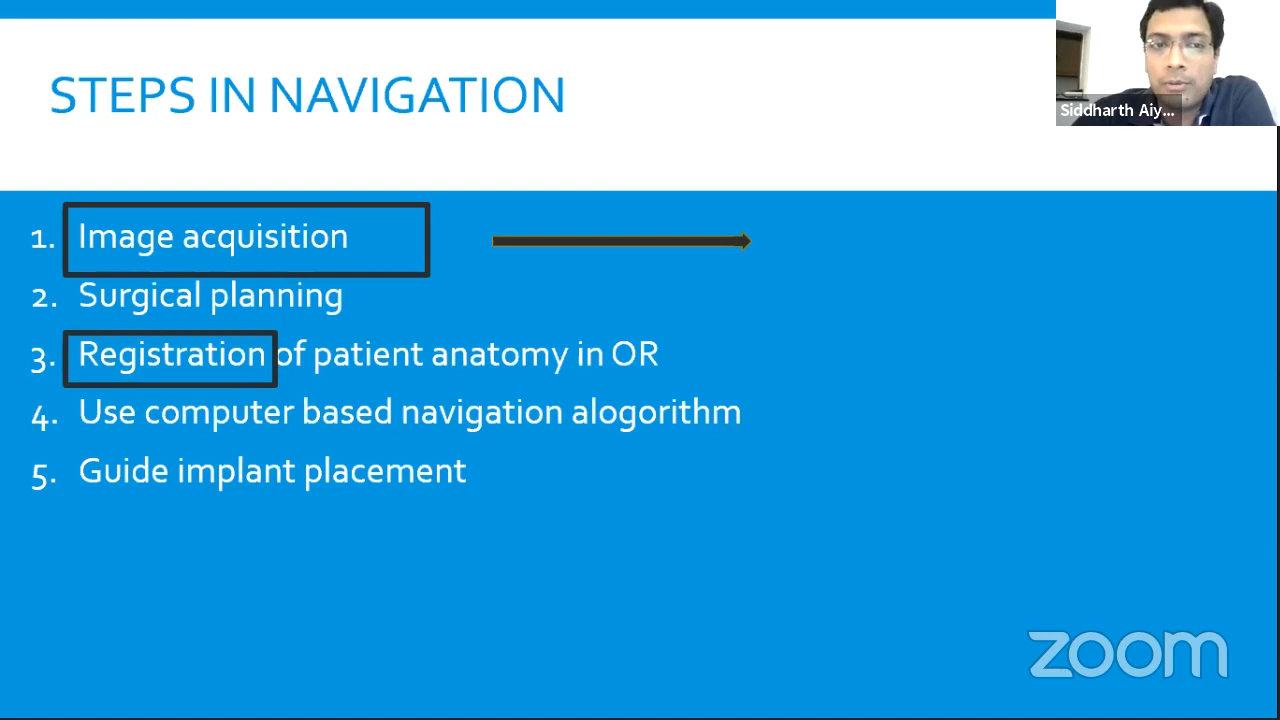 STEPS IN NAVIGATION
Siddharth Aiy...
1. Image acquisition
2. Surgical planning
3. Registration of patient anatomy in OR
4. Use computer based navigation alogorithm
5. Guide implant placement
zoom